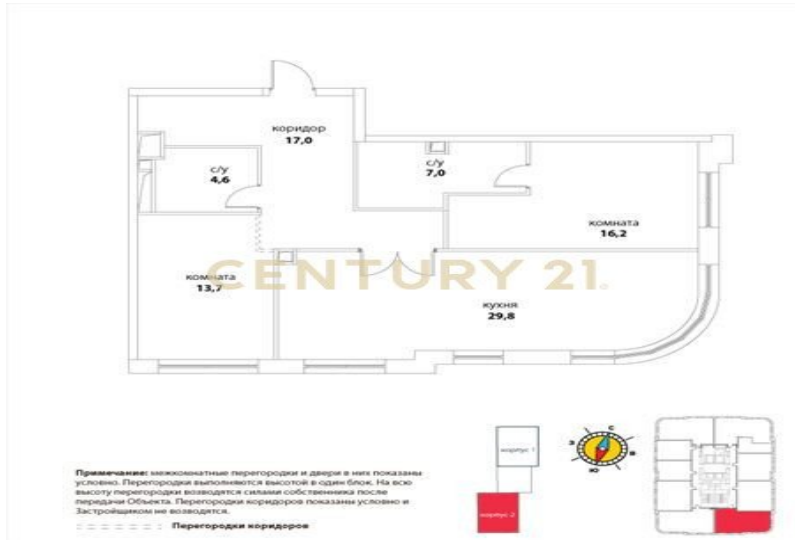 коридор
17,0
с/у
4,6
с/у
7,0
комната
16,2
комната
13,7
CENTURY 21.
кухня
29,8
корпус 1
корпус 2
С
З
В
Ю
Примечание: межкомнатные перегородки и двери в них показаны
условно. Перегородки выполняются высотой в один блок. На всю
высоту перегородки возводятся силами собственника после
передачи Объекта. Перегородки коридоров показаны условно и
Застройщиком не возводятся.
Перегородки коридоров